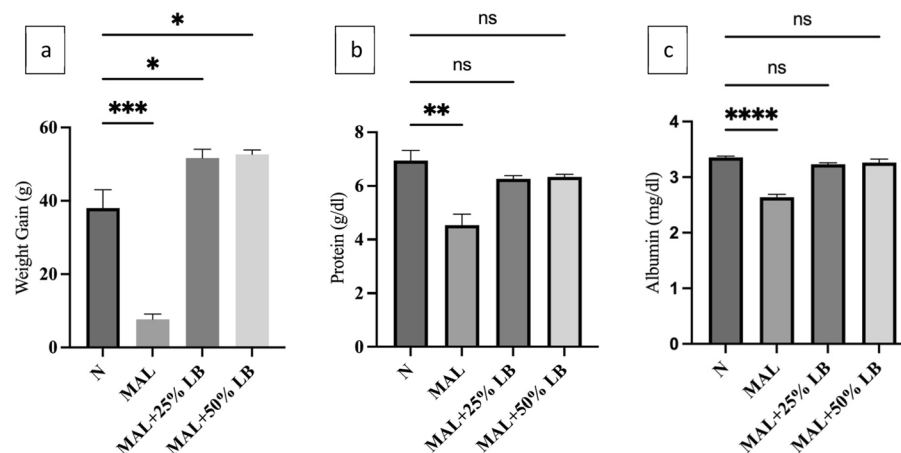 a
*
*
***
Weight Gain (g)
60
40
20
0
N
MAL
MAL+25% LB
MAL+50% LB
b
ns
ns
**
Protein (g/dl)
8
6
4
2
0
N
MAL
MAL+25% LB
MAL+50% LB
c
ns
ns
****
Albumin (mg/dl)
4
3
2
1
0
N
MAL
MAL+25% LB
MAL+50% LB